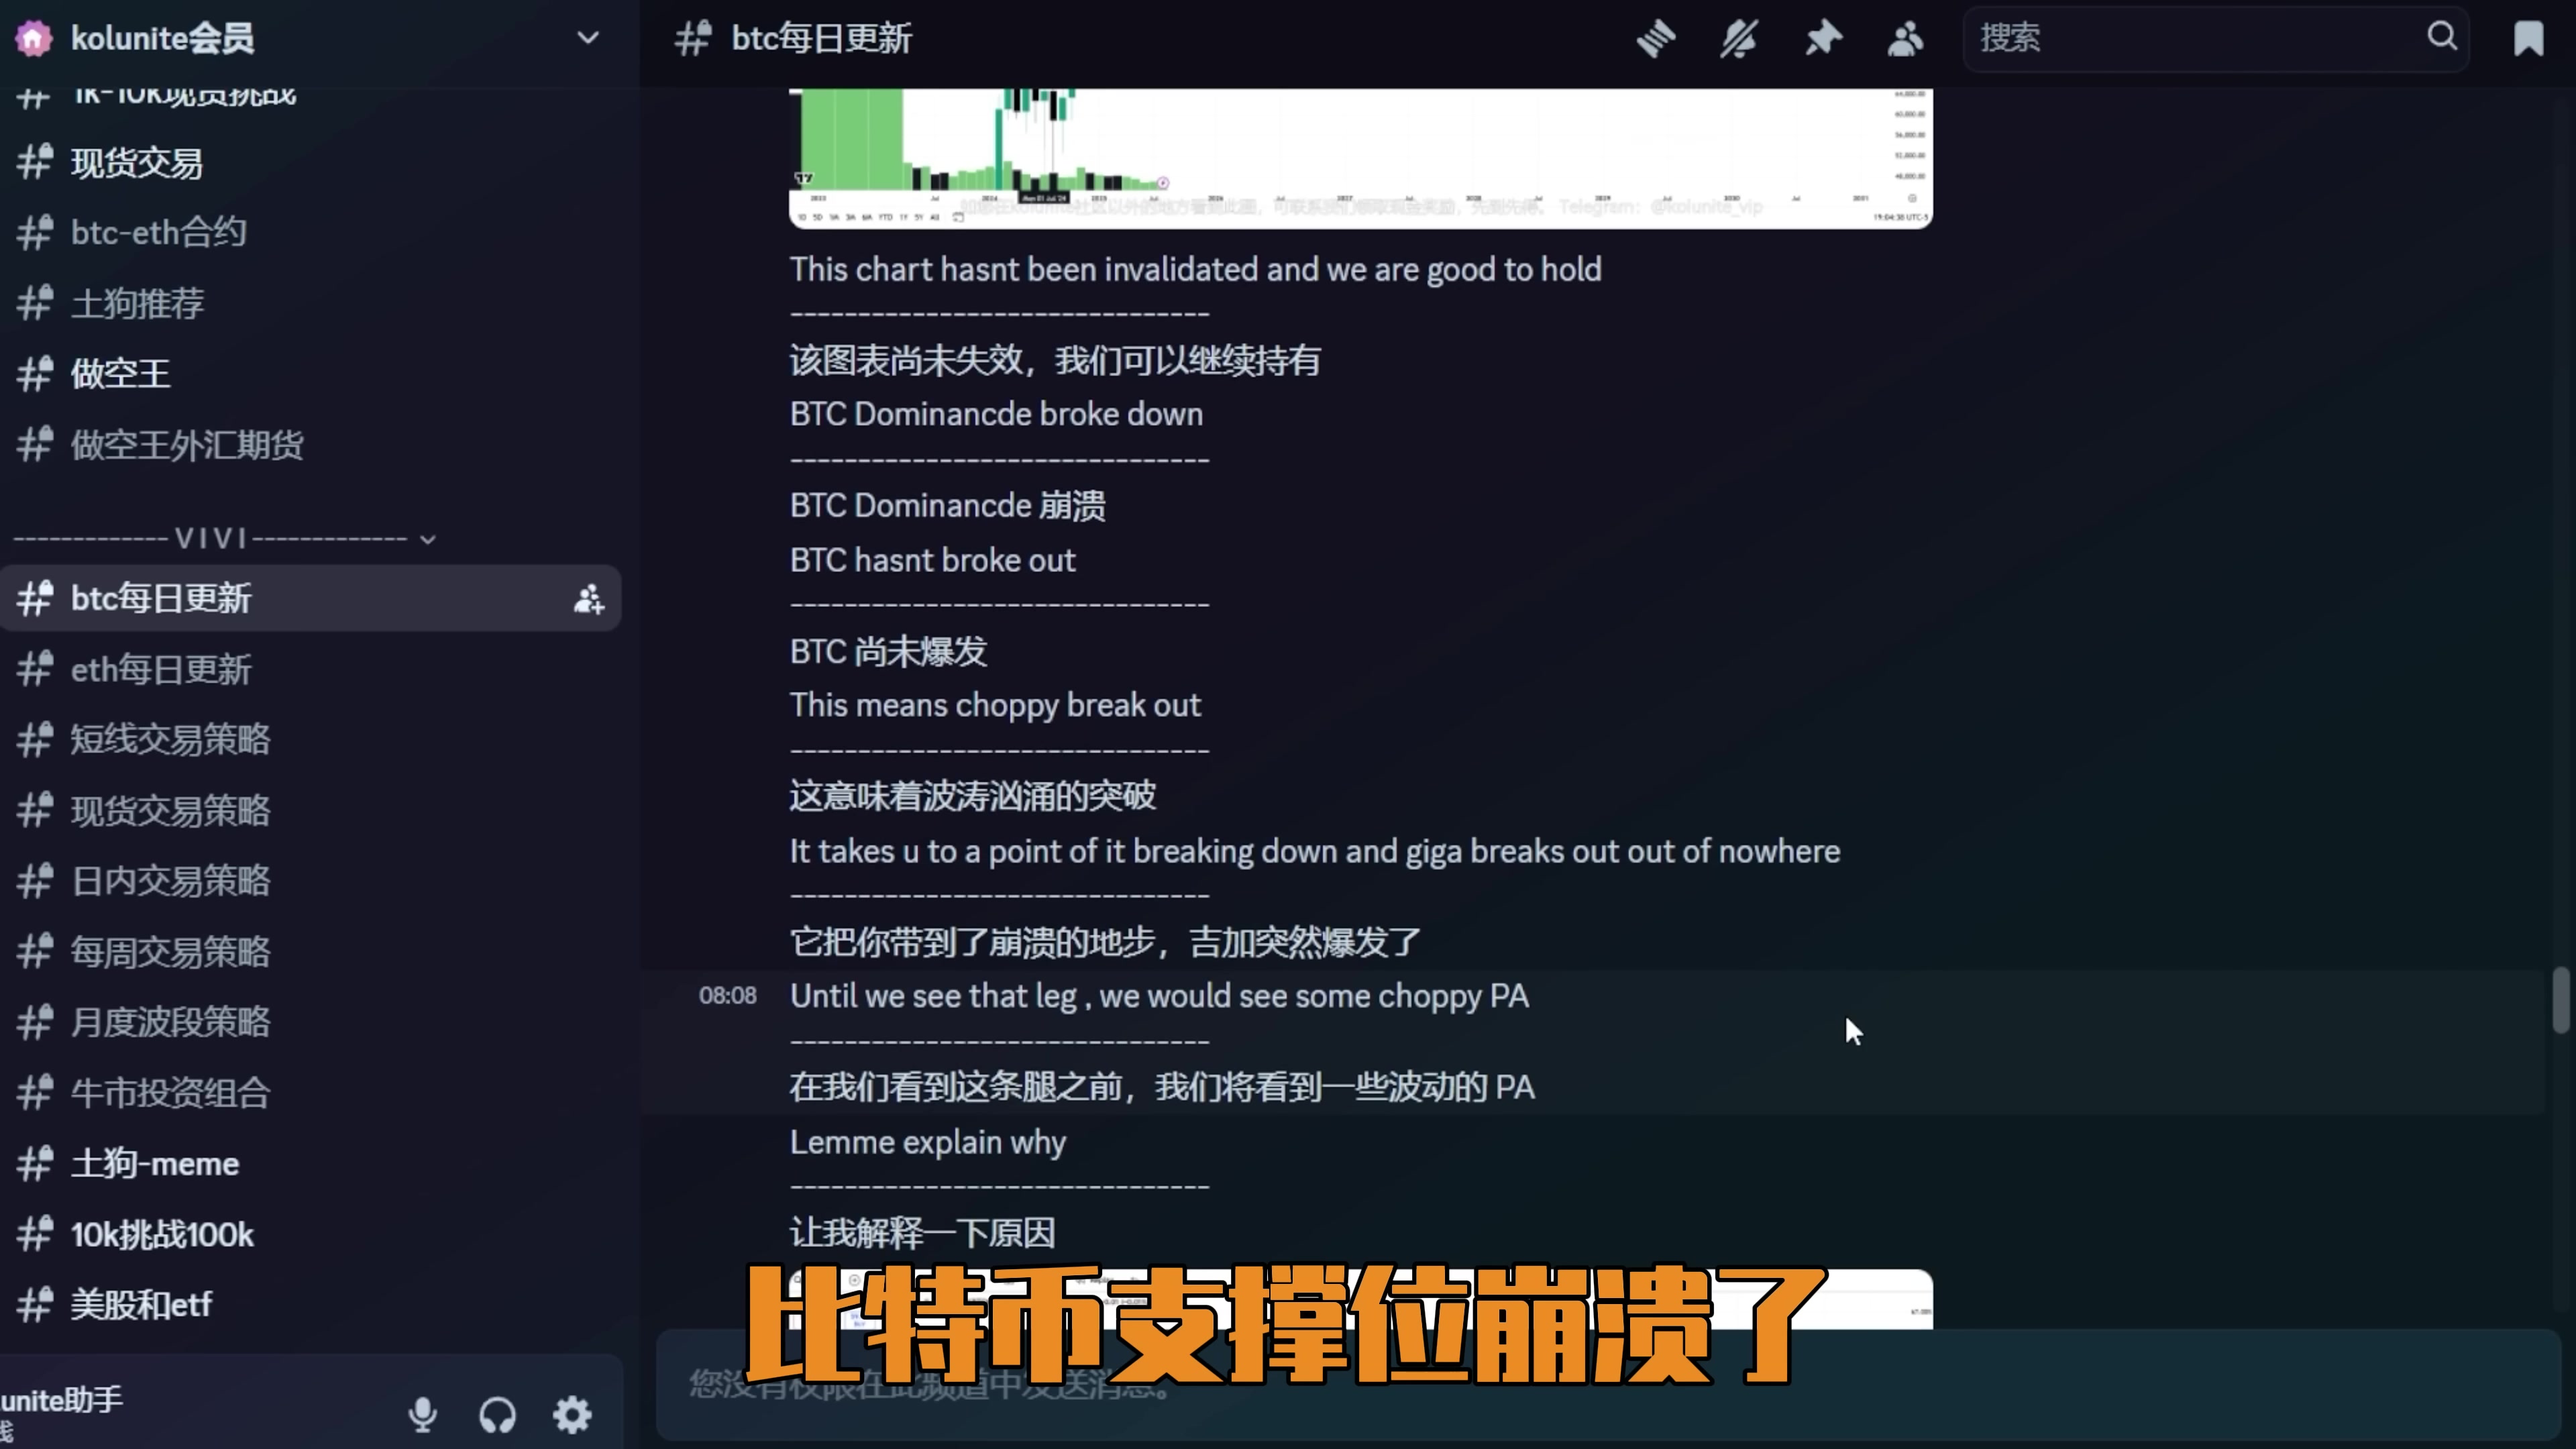 kolunite会员
1k-10k现货挑战
现货交易
btc-eth合约
土狗推荐
做空王
做空王外汇期货
------------- V I V I -------------
btc每日更新
eth每日更新
短线交易策略
现货交易策略
日内交易策略
每周交易策略
月度波段策略
牛市投资组合
土狗-meme
10k挑战100k
美股和etf
unite助手
btc每日更新
搜索
Telegram: @kolunite_vip
This chart hasnt been invalidated and we are good to hold
-------------------------------
该图表尚未失效，我们可以继续持有
BTC Dominancde broke down
-------------------------------
BTC Dominancde 崩溃
BTC hasnt broke out
-------------------------------
BTC 尚未爆发
This means choppy break out
-------------------------------
这意味着波涛汹涌的突破
It takes u to a point of it breaking down and giga breaks out out of nowhere
-------------------------------
它把你带到了崩溃的地步，吉加突然爆发了
08:08 Until we see that leg , we would see some choppy PA
-------------------------------
在我们看到这条腿之前，我们将看到一些波动的 PA
Lemme explain why
-------------------------------
让我解释一下原因
比特币支撑位崩溃了
您没有权限在此频道中发送消息。